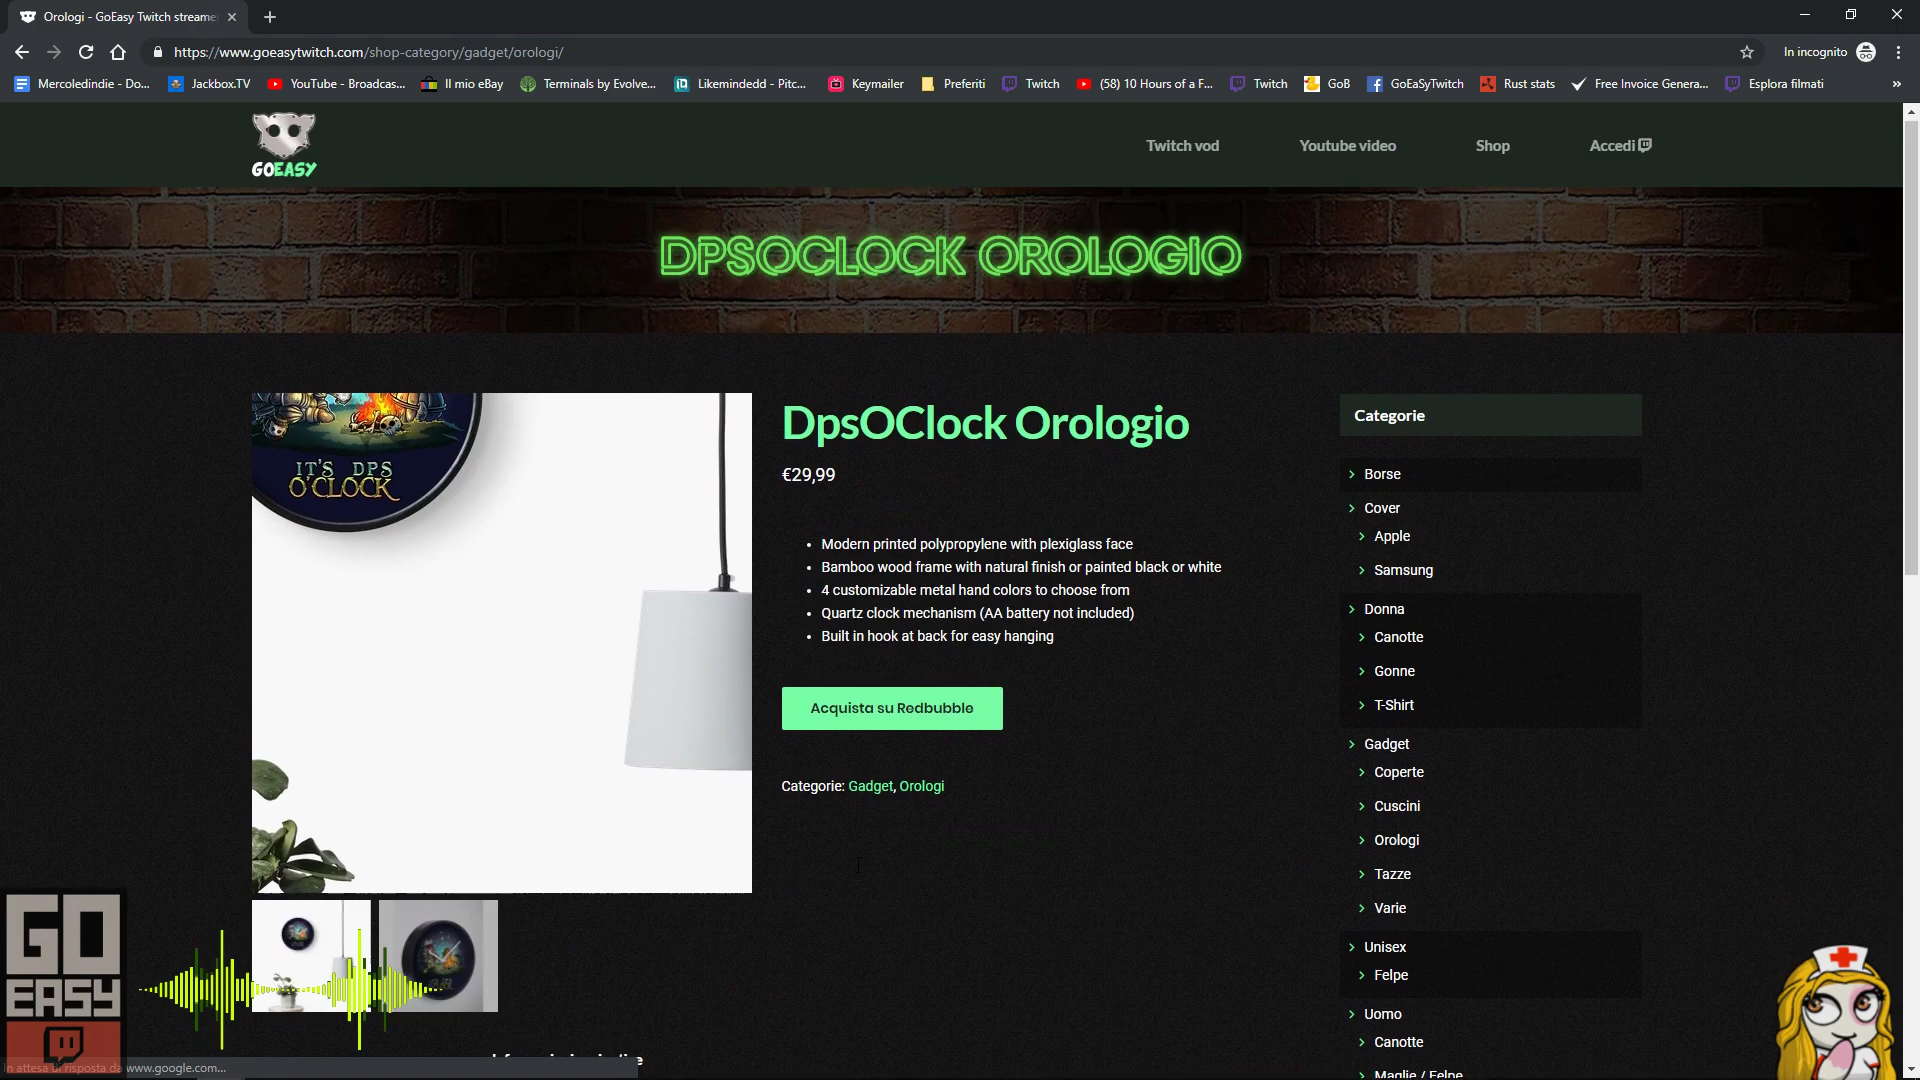 Orologi - GoEasy Twitch streame
https://www.goeasytwitch.com/shop-category/gadget/orologi/
In incognito
Mercoledindie - Do...
Jackbox.TV
YouTube - Broadcas...
Il mio eBay
Terminals by Evolve...
Likemindedd - Pitc...
Keymailer
Preferiti
Twitch
(58) 10 Hours of a F...
Twitch
GoB
GoEaSyTwitch
Rust stats
Free Invoice Genera...
Esplora filmati
»
GOEASY
Twitch vod
Youtube video
Shop
Accedi
DPSOCLOCK OROLOGIO
IT'S DPS
O'CLOCK
DpsOClock Orologio
€29,99
• Modern printed polypropylene with plexiglass face
• Bamboo wood frame with natural finish or painted black or white
• 4 customizable metal hand colors to choose from
• Quartz clock mechanism (AA battery not included)
• Built in hook at back for easy hanging
Acquista su Redbubble
Categorie: Gadget, Orologi
Categorie
Borse
Cover
Apple
Samsung
Donna
Canotte
Gonne
T-Shirt
Gadget
Coperte
Cuscini
Orologi
Tazze
Varie
Unisex
Felpe
Uomo
Canotte
Maglie / Felpe
GO
EASY
In attesa di risposta da www.google.com...